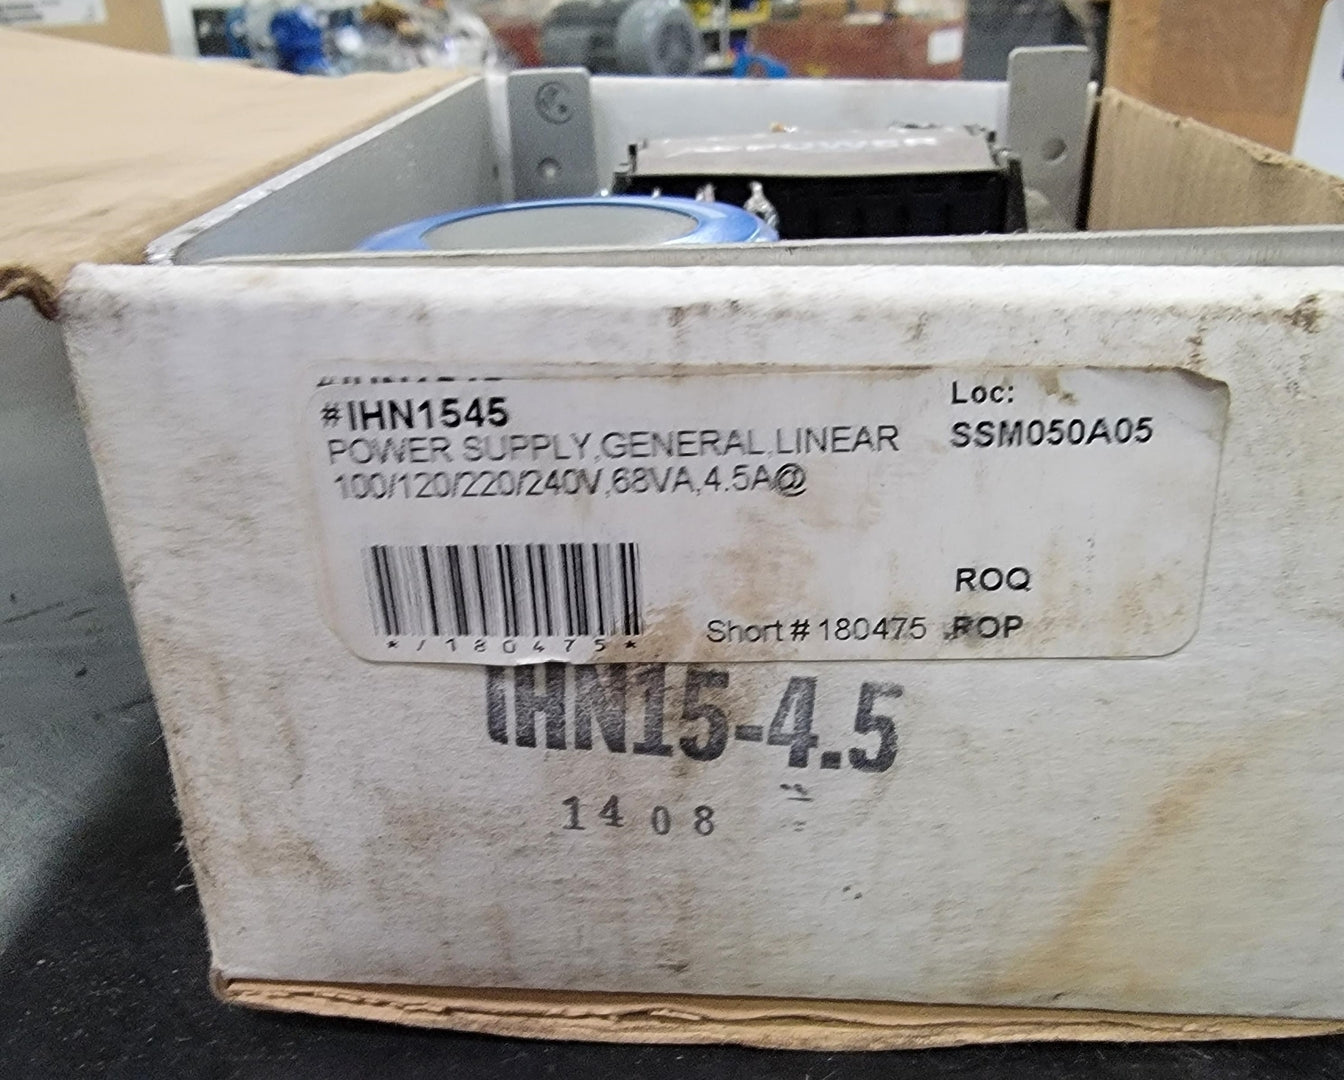 POWER
#IHN1545
POWER SUPPLY,GENERAL,LINEAR
100/120/220/240V,68VA,4.5A@
Loc:
SSM050A05
*/180475*
Short# 180475
ROQ
ROP
IHN15-4.5
1408